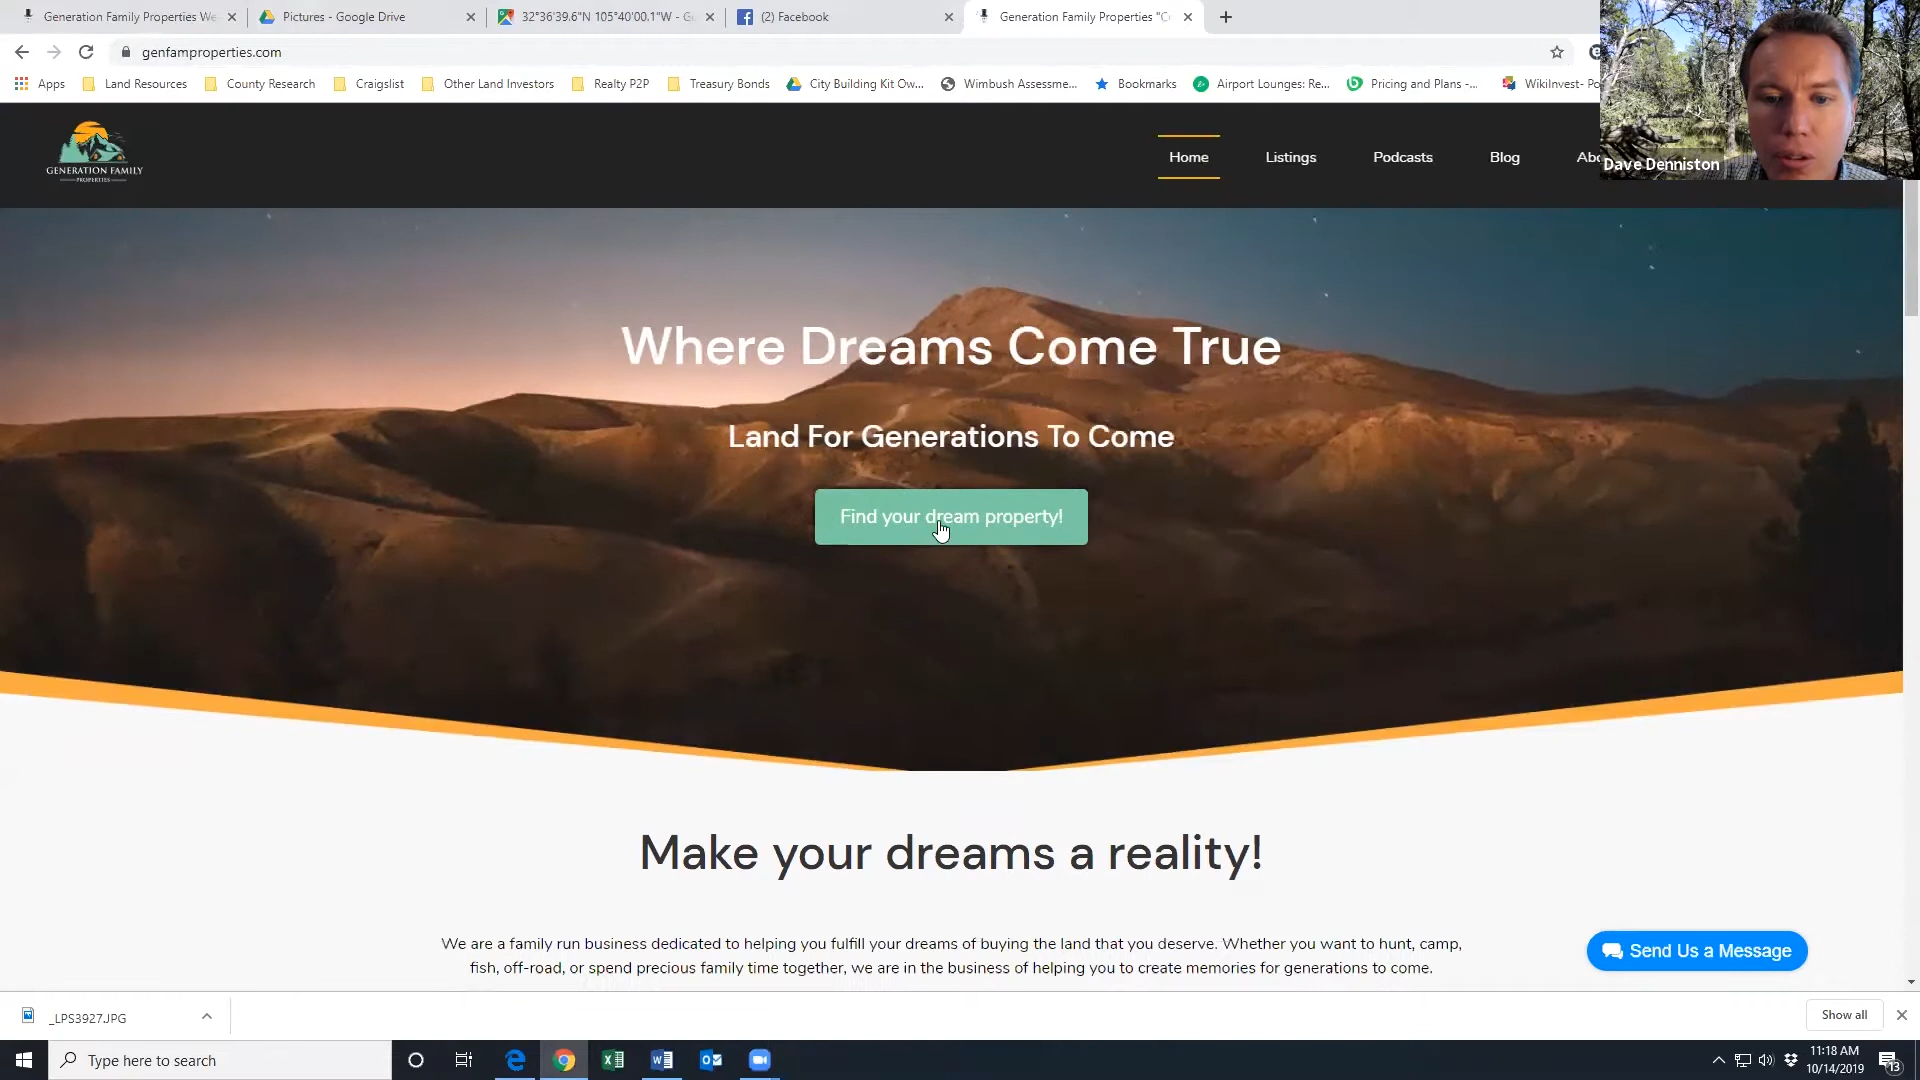 Generation Family Properties We
Pictures - Google Drive
32°36'39.6"N 105°40'00.1"W - G
(2) Facebook
Generation Family Properties "C
genfamproperties.com
Apps
Land Resources
County Research
Craigslist
Other Land Investors
Realty P2P
Treasury Bonds
City Building Kit Ow...
Wimbush Assessme...
Bookmarks
Airport Lounges: Re...
Pricing and Plans -...
WikiInvest- Po
GENERATION FAMILY
PROPERTIES
Home
Listings
Podcasts
Blog
Abo
Dave Denniston
Where Dreams Come True
Land For Generations To Come
Find your dream property!
Make your dreams a reality!
We are a family run business dedicated to helping you fulfill your dreams of buying the land that you deserve. Whether you want to hunt, camp,
fish, off-road, or spend precious family time together, we are in the business of helping you to create memories for generations to come.
Send Us a Message
_LPS3927.JPG
Show all
Type here to search
11:18 AM
10/14/2019
13